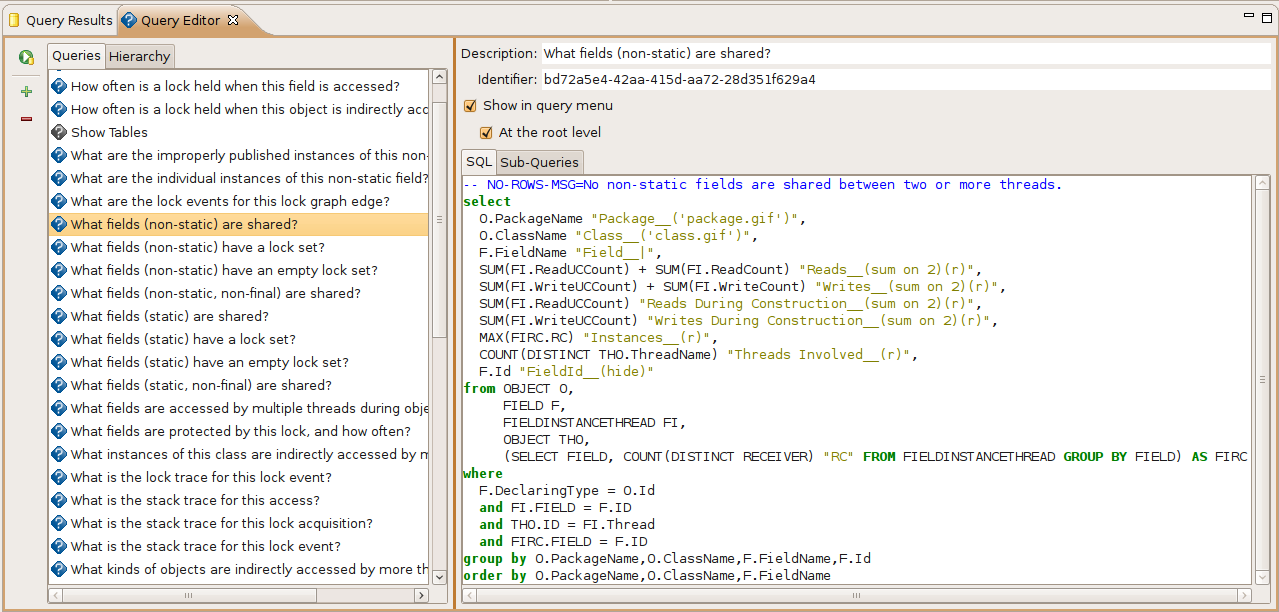 Query Results
Query Editor
Queries
Hierarchy
How often is a lock held when this field is accessed?
How often is a lock held when this object is indirectly acc
Show Tables
What are the improperly published instances of this non-
What are the individual instances of this non-static field?
What are the lock events for this lock graph edge?
What fields (non-static) are shared?
What fields (non-static) have a lock set?
What fields (non-static) have an empty lock set?
What fields (non-static, non-final) are shared?
What fields (static) are shared?
What fields (static) have a lock set?
What fields (static) have an empty lock set?
What fields (static, non-final) are shared?
What fields are accessed by multiple threads during obje
What fields are protected by this lock, and how often?
What instances of this class are indirectly accessed by m
What is the lock trace for this lock event?
What is the stack trace for this access?
What is the stack trace for this lock acquisition?
What is the stack trace for this lock event?
What kinds of objects are indirectly accessed by more th
Description: What fields (non-static) are shared?
Identifier: bd72a5e4-42aa-415d-aa72-28d351f629a4
Show in query menu
At the root level
SQL
Sub-Queries
-- NO-ROWS-MSG=No non-static fields are shared between two or more threads.
select
O.PackageName "Package__('package.gif')",
O.ClassName "Class__('class.gif')",
F.FieldName "Field__|",
SUM(FI.ReadUCCount) + SUM(FI.ReadCount) "Reads__(sum on 2)(r)",
SUM(FI.WriteUCCount) + SUM(FI.WriteCount) "Writes__(sum on 2)(r)",
SUM(FI.ReadUCCount) "Reads During Construction__(sum on 2)(r)",
SUM(FI.WriteUCCount) "Writes During Construction__(sum on 2)(r)",
MAX(FIRC.RC) "Instances__(r)",
COUNT(DISTINCT THO.ThreadName) "Threads Involved__(r)",
F.Id "FieldId__(hide)"
from OBJECT O,
FIELD F,
FIELDINSTANCETHREAD FI,
OBJECT THO,
(SELECT FIELD, COUNT(DISTINCT RECEIVER) "RC" FROM FIELDINSTANCETHREAD GROUP BY FIELD) AS FIRC
where
F.DeclaringType = O.Id
and FI.FIELD = F.ID
and THO.ID = FI.Thread
and FIRC.FIELD = F.ID
group by O.PackageName,O.ClassName,F.FieldName,F.Id
order by O.PackageName,O.ClassName,F.FieldName